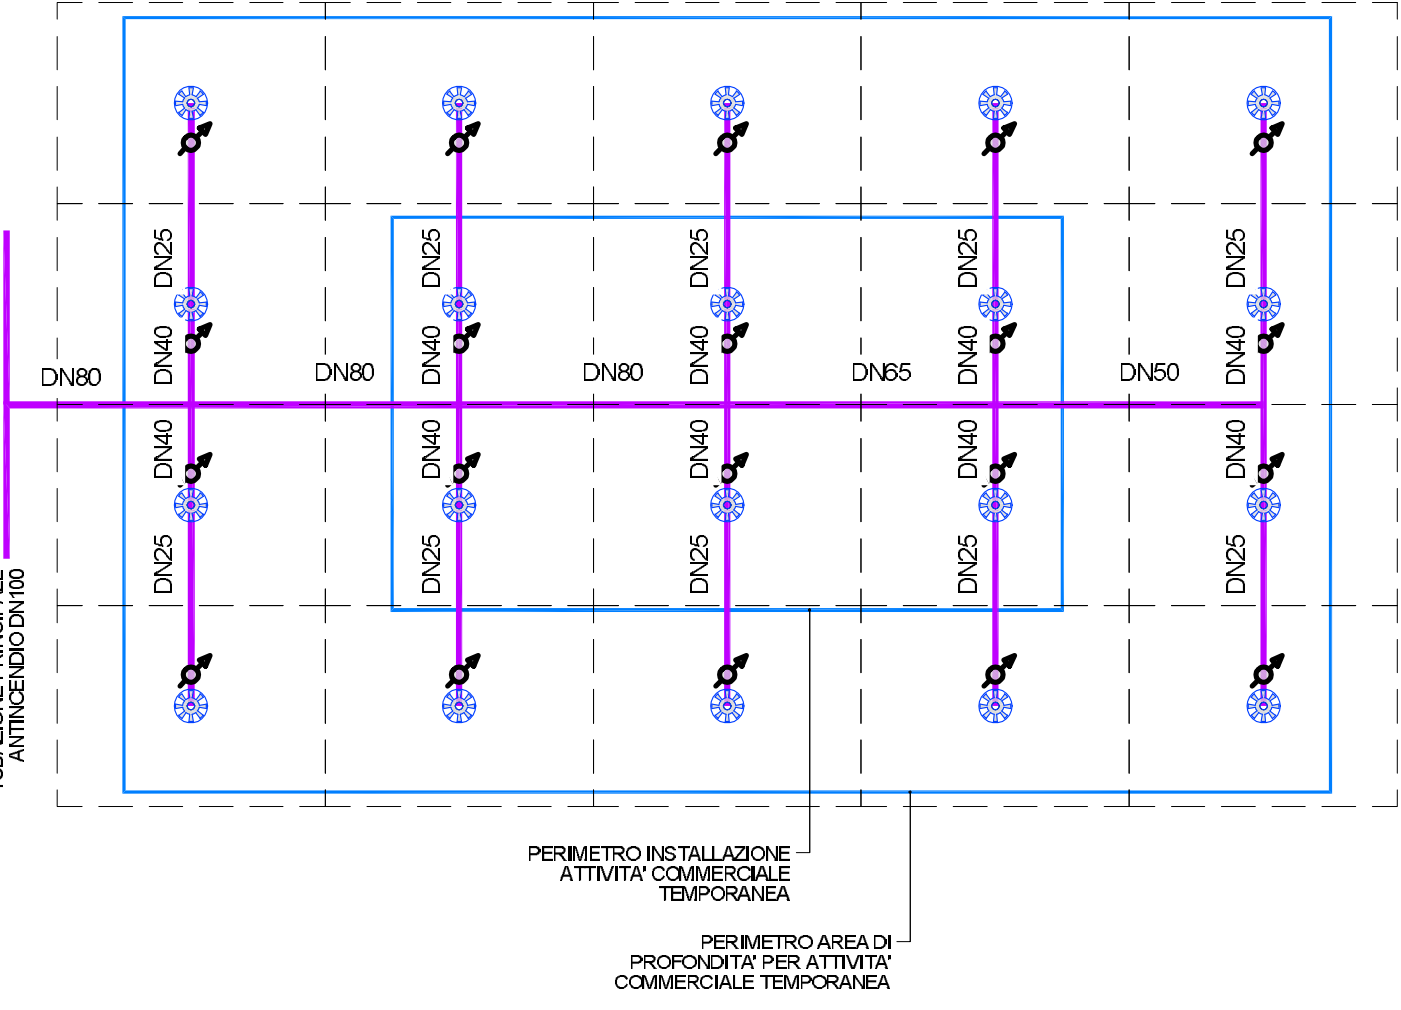 DN25
DN25
DN25
DN25
DN25
DN40
DN40
DN40
DN40
DN40
DN80
DN80
DN80
DN65
DN50
DN40
DN40
DN40
DN40
DN40
DN25
DN25
DN25
DN25
DN25
ANTINCENDIO DN100
PERIMETRO INSTALLAZIONE
ATTIVITA' COMMERCIALE
TEMPORANEA
PERIMETRO AREA DI
PROFONDITA' PER ATTIVITA'
COMMERCIALE TEMPORANEA